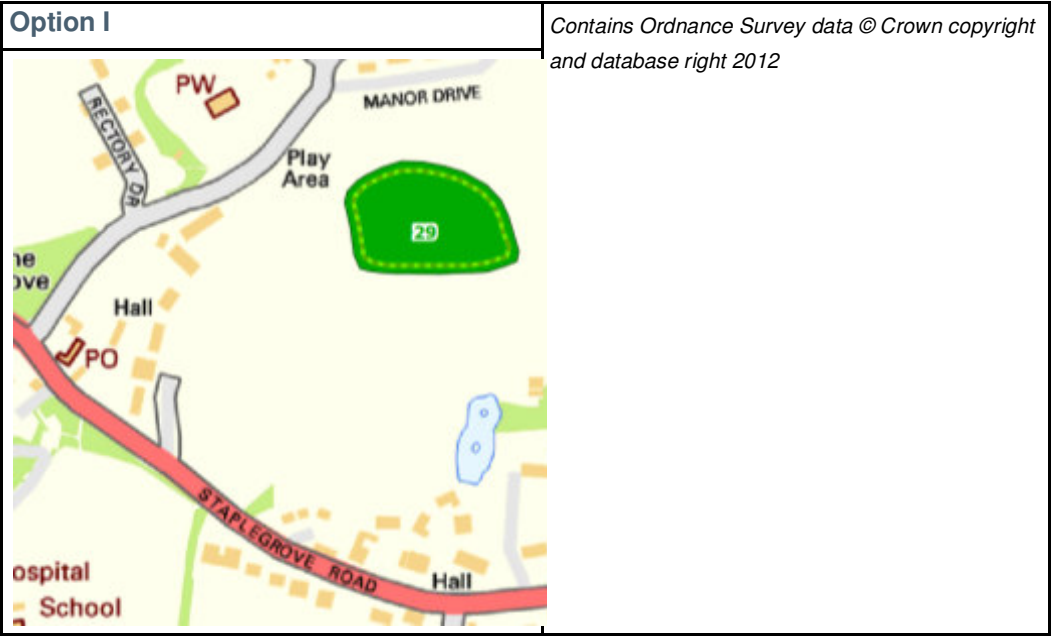 Option I
Contains Ordnance Survey data © Crown copyright
and database right 2012
PW
MANOR DRIVE
RECTORY DR
Play
Area
29
ne
ove
Hall
PO
STAPLEGROVE ROAD
Hall
ospital
School